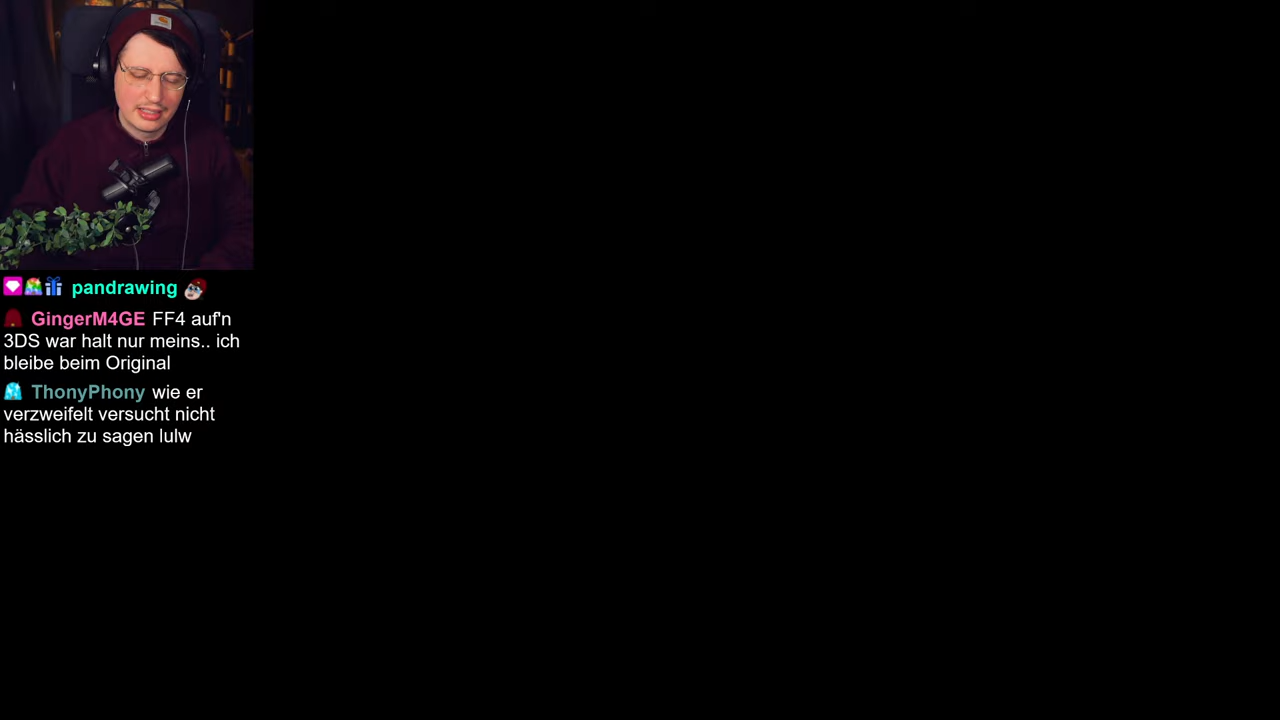 pandrawing
GingerM4GE FF4 auf'n
3DS war halt nur meins.. ich
bleibe beim Original
ThonyPhony wie er
verzweifelt versucht nicht
hässlich zu sagen lulw